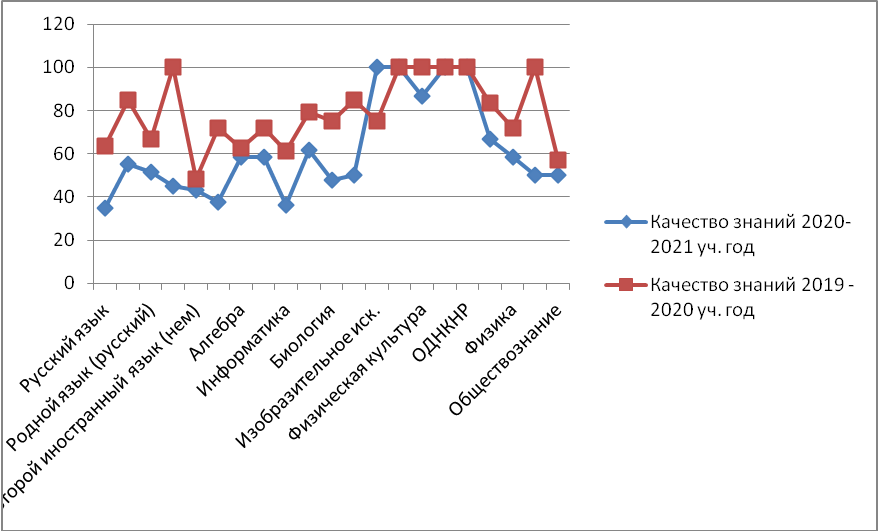 120
100
80
60
40
20
0
Русский язык
Родной язык (русский)
иностранный язык (нем)
Алгебра
Информатика
Биология
Изобразительное иск.
Физическая культура
ОДНКНР
Физика
Обществознание
Качество знаний 2020-
2021 уч. год
Качество знаний 2019 -
2020 уч. год